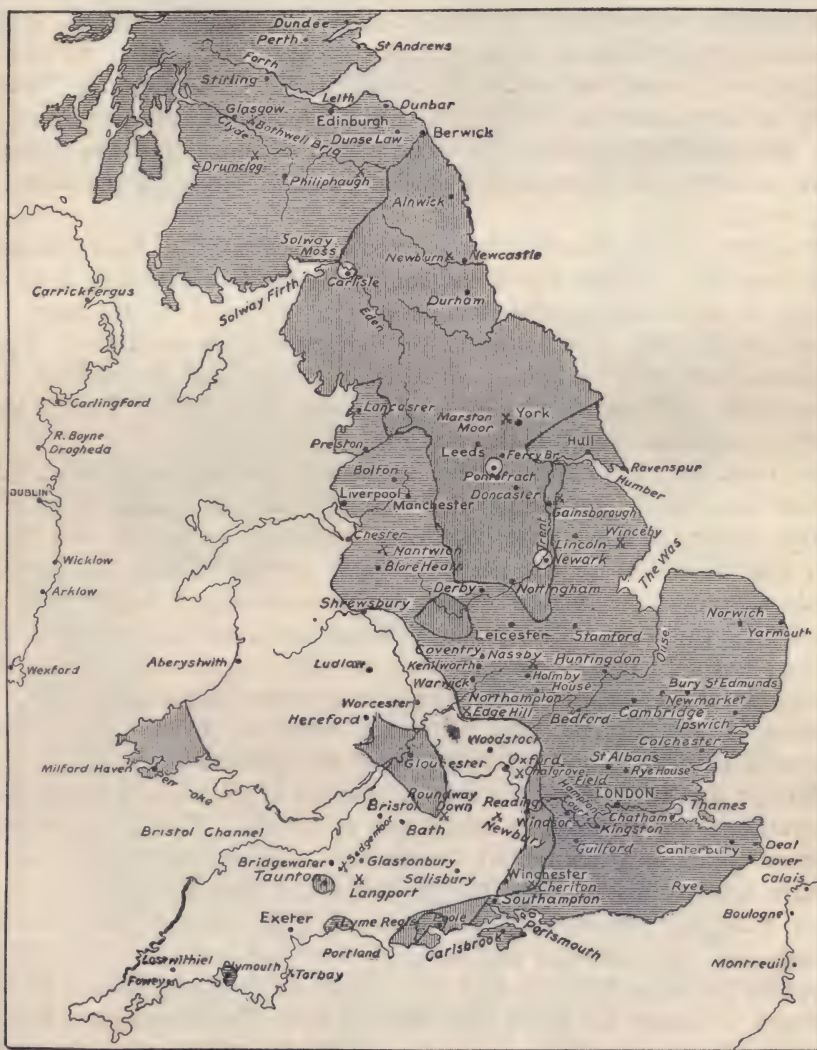 Dundee
Perth
St Andrews
Forth
Stirling
Leith
Dunbar
Glasgow
Edinburgh
Berwick
Clyde
Bothwell Brig
Dunse Law
Drumclog
Philiphaugh
Alnwick
Solway
Moss
Newburn
Newcastle
Carlisle
Carrickfergus
Solway Firth
Durham
Eden
Carlingford
Lancaster
Marston
Moor
York
R. Boyne
Drogheda
Preston
Leeds
Ferry Br.
Hull
Ravenspur
Bolton
Pontefract
Humber
DUBLIN
Liverpool
Manchester
Doncaster
Gainsborough
Trent
Winceby
Chester
Lincoln
Nantwich
Newark
The Was
Wicklow
Blore Hea
Arklow
Derby
Nottingham
Shrewsbury
Norwich
Leicester
Stamford
Yarmouth
Ouse
Wexford
Aberystwith
Ludlow
Coventry
Naseby
Kenilworth
Huntingdon
Warwick
Holmby
House
Bury St Edmunds
Newmarket
Worcester
Northampton
Cambridge
Hereford
Edge Hill
Bedford
Ipswich
Woodstock
Colchester
Milford Haven
Gloucester
Oxford
St Albans
Chalgrove
Field
Rye House
Roundway
Down
Hampton
Court
LONDON
Bristol
Reading
Thames
Bristol Channel
Bath
Newbury
Windsor
Chatham
Kingston
Sedgemoor
Guilford
Canterbury
Deal
Bridgewater
Glastonbury
Dover
Taunton
Salisbury
Winchester
Calais
Langport
Cheriton
Rye
Southampton
Exeter
Lyme Regis
Poole
Portsmouth
Boulogne
Portland
Carlsbrook
Lostwithiel
Plymouth
Torbay
Montreuil
Fowey